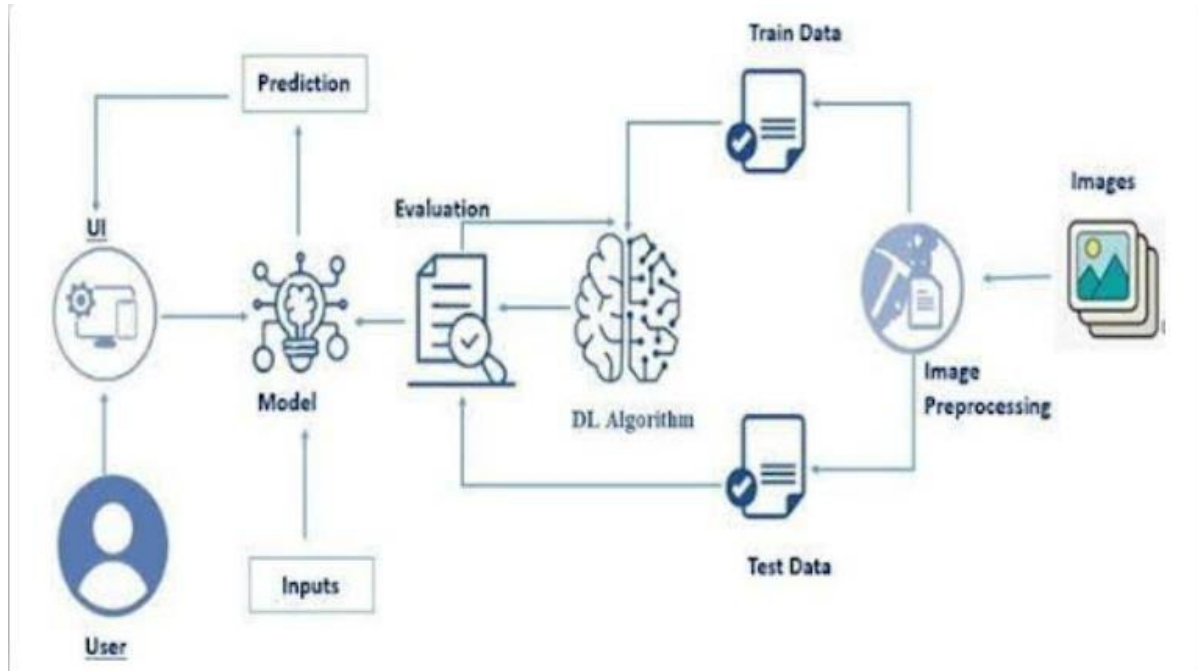 Train Data
Prediction
Images
Evaluation
UI
Image
Preprocessing
Model
DL Algorithm
Test Data
Inputs
User